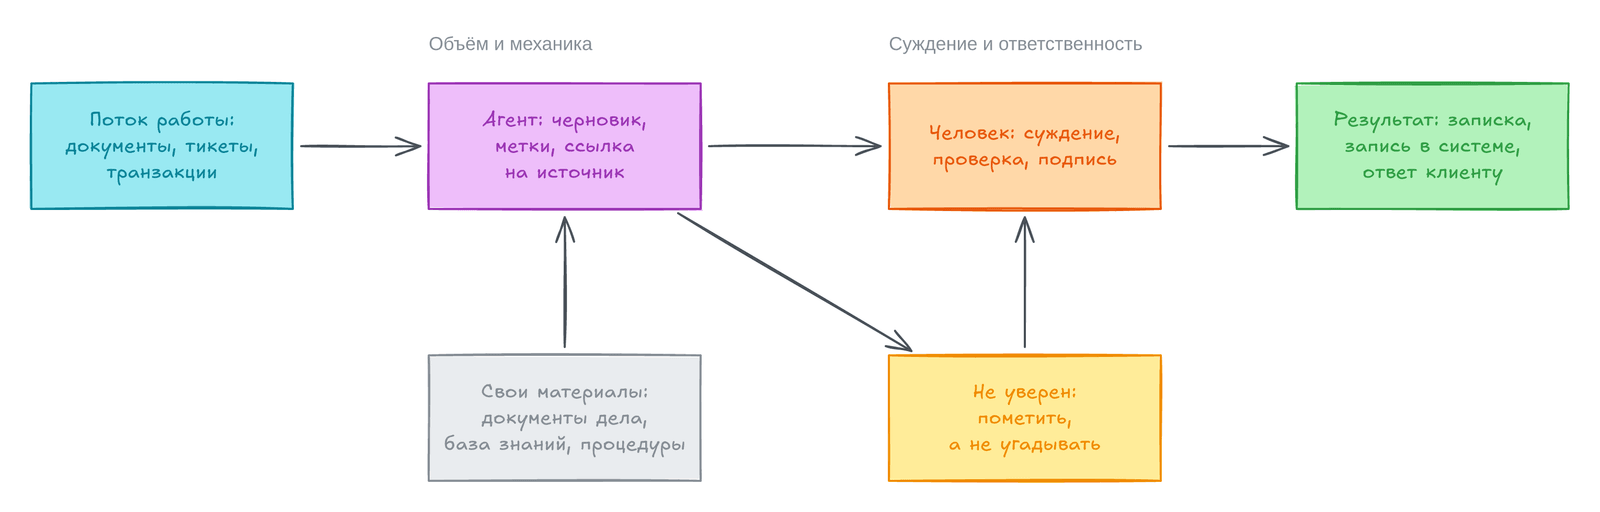 Объём и механика
Суждение и ответственность
Поток работы:
документы, тикеты,
транзакции
Агент: черновик,
метки, ссылка
на источник
Человек: суждение,
проверка, подпись
Результат: записка,
запись в системе,
ответ клиенту
Свои материалы:
документы дела,
база знаний, процедуры
Не уверен:
пометить,
а не угадывать